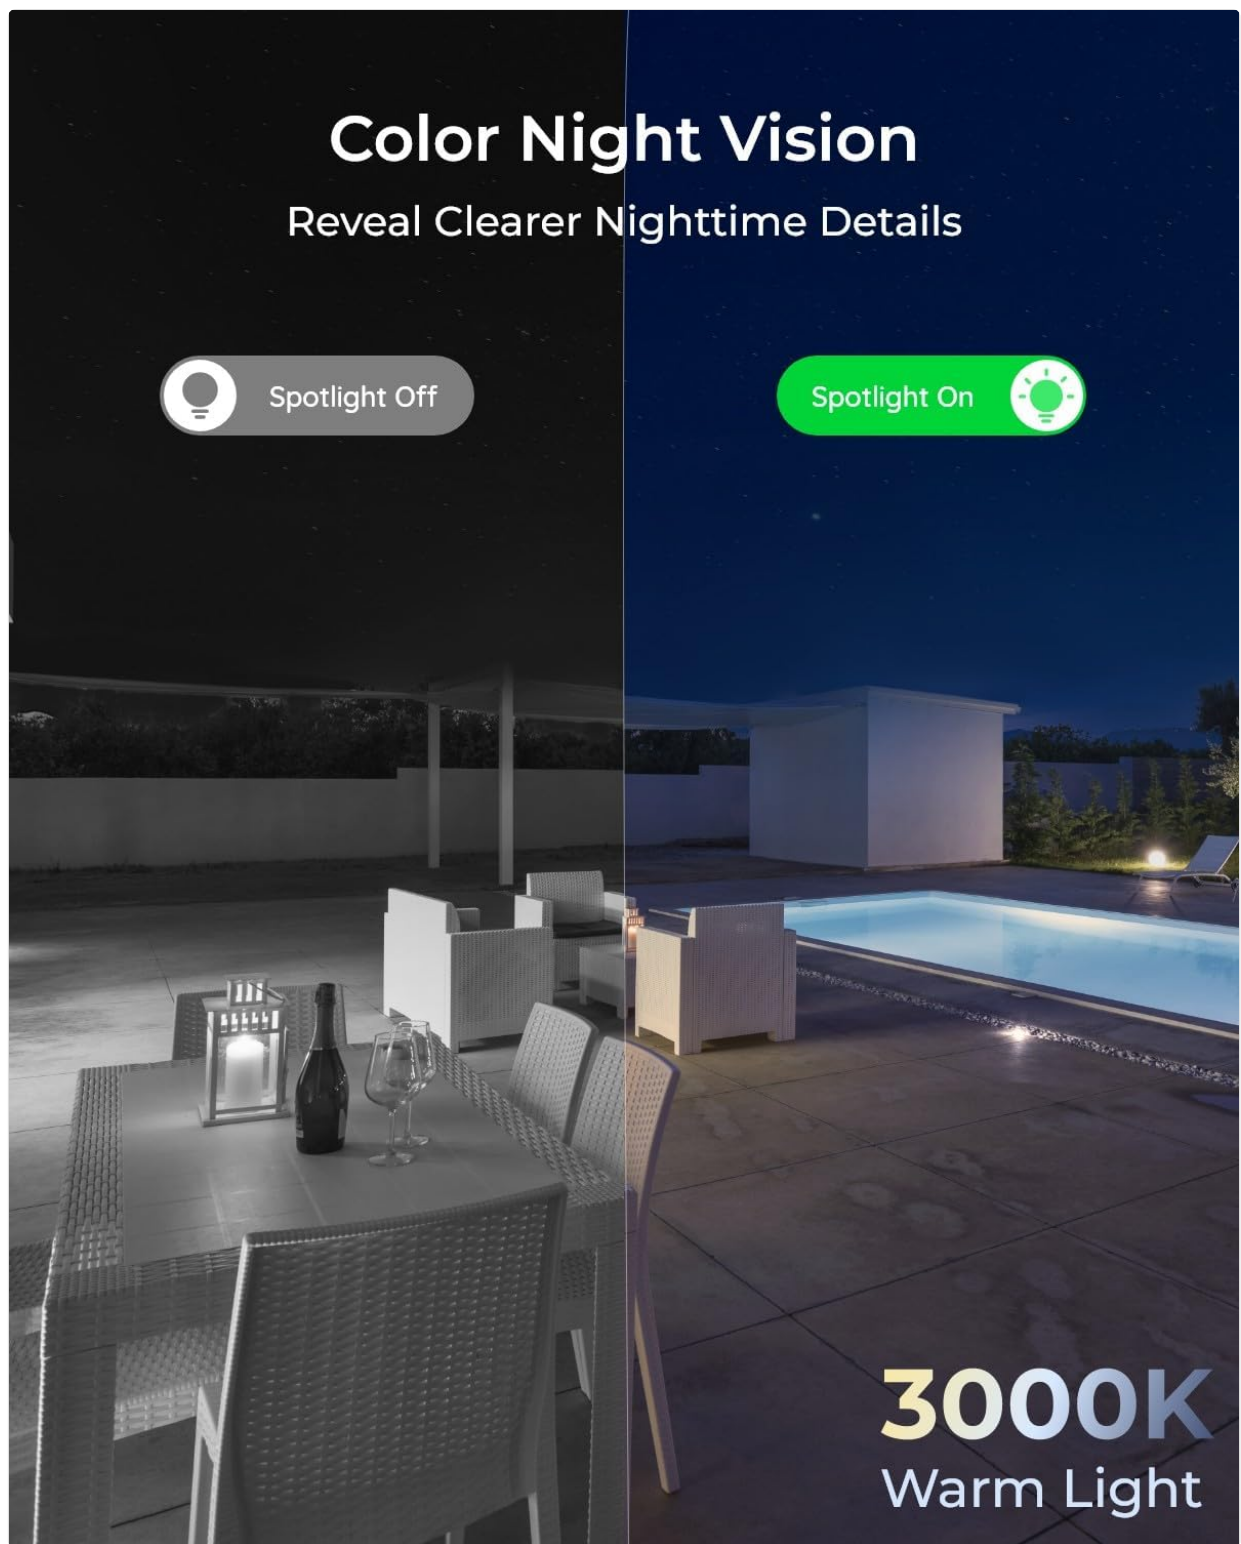 Color Night Vision
Reveal Clearer Nighttime Details
Spotlight Off
Spotlight On
3000K
Warm Light